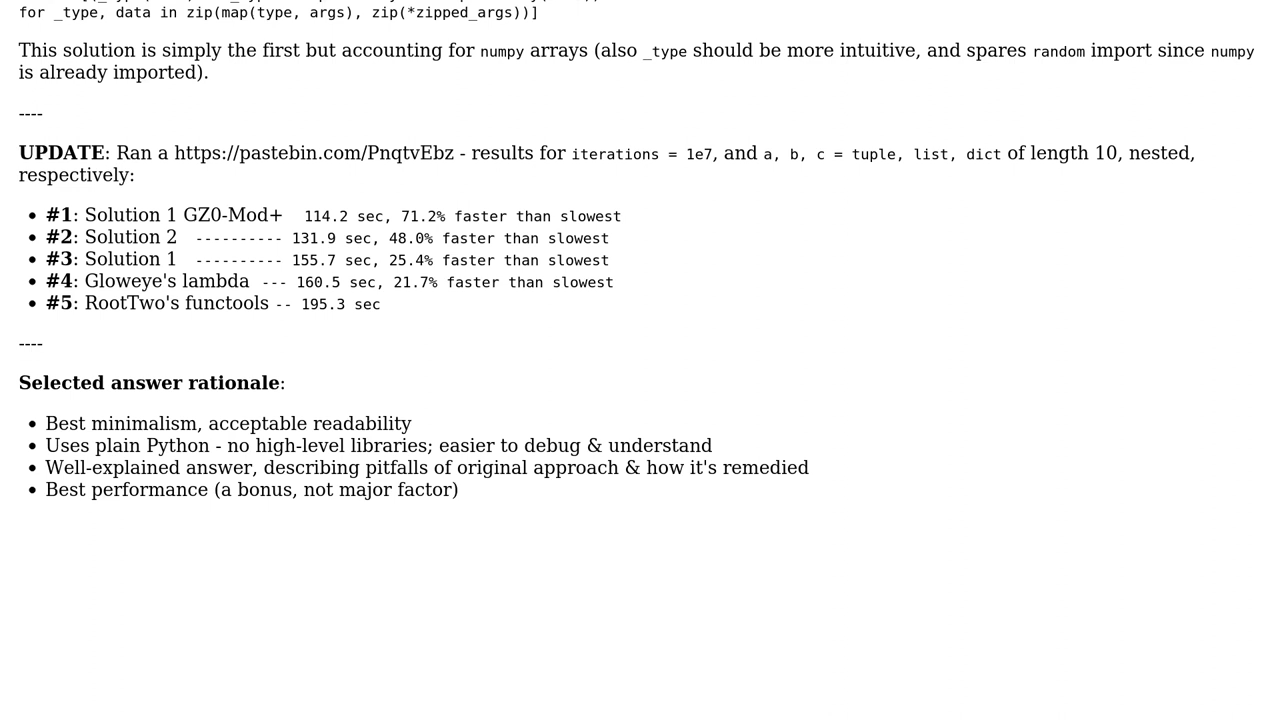 for _type, data in zip(map(type, args), zip(*zipped_args))]
This solution is simply the first but accounting for numpy arrays (also _type should be more intuitive, and spares random import since numpy
is already imported).
----
UPDATE: Ran a https://pastebin.com/PnqtvEbz - results for iterations = 1e7, and a, b, c = tuple, list, dict of length 10, nested,
respectively:
• #1: Solution 1 GZ0-Mod+ 114.2 sec, 71.2% faster than slowest
• #2: Solution 2 ---------- 131.9 sec, 48.0% faster than slowest
• #3: Solution 1 ---------- 155.7 sec, 25.4% faster than slowest
• #4: Gloweye's lambda --- 160.5 sec, 21.7% faster than slowest
• #5: RootTwo's functools -- 195.3 sec
----
Selected answer rationale:
• Best minimalism, acceptable readability
• Uses plain Python - no high-level libraries; easier to debug & understand
• Well-explained answer, describing pitfalls of original approach & how it's remedied
• Best performance (a bonus, not major factor)